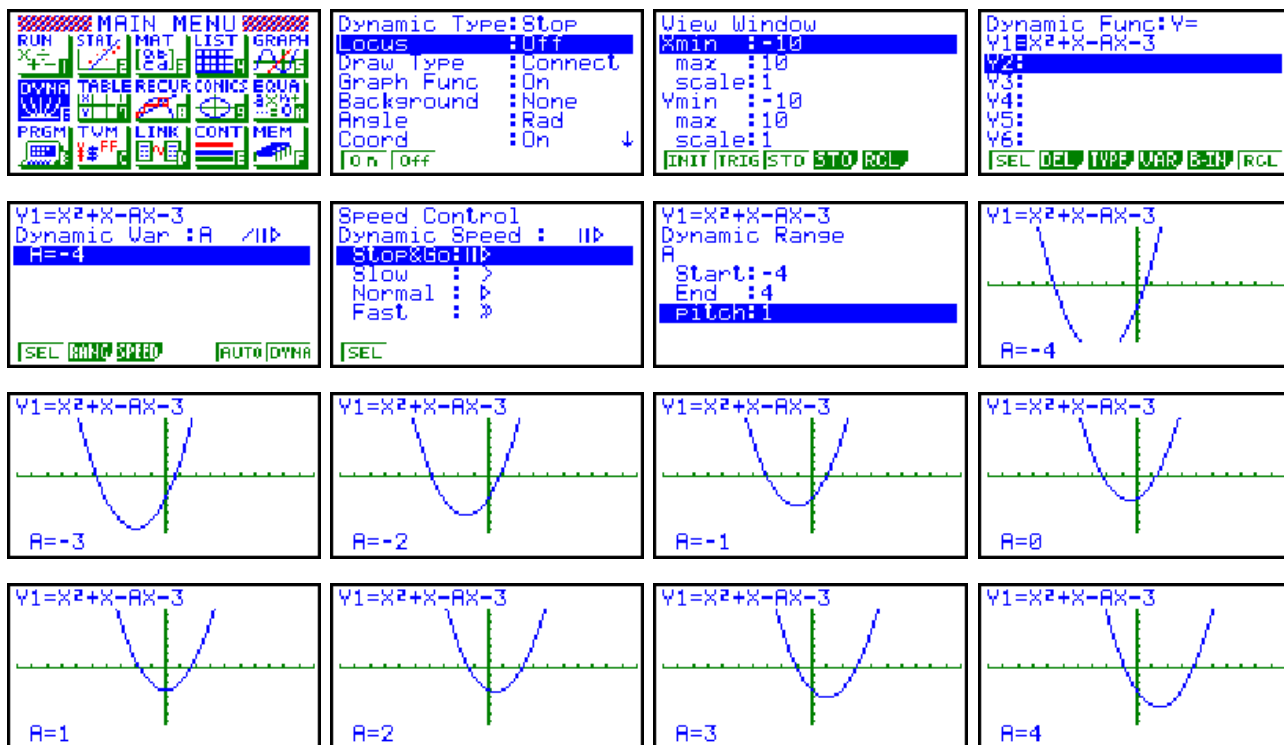 MAIN MENU
RUN STAT MAT LIST GRAPH
DYNA TABLE RECUR CONICS EQUA
PRGM TVM LINK CONT MEM
Dynamic Type:Stop
Locus :Off
Draw Type :Connect
Graph Func :On
Background :None
Angle :Rad
Coord :On ↓
On Off
View Window
Xmin :-10
max :10
scale:1
Ymin :-10
max :10
scale:1
INIT TRIG STD STO RCL
Dynamic Func:Y=
Y1=X²+X-AX-3
Y2:
Y3:
Y4:
Y5:
Y6:
SEL DEL TYPE VAR B-IN RCL
Y1=X²+X-AX-3
Dynamic Var :A
A=-4
SEL RANG SPEED AUTO DYNA
Speed Control
Dynamic Speed :
Stop&Go:
Slow :
Normal :
Fast :
SEL
Y1=X²+X-AX-3
Dynamic Range
A
Start:-4
End :4
pitch:1
Y1=X²+X-AX-3
A=-4
Y1=X²+X-AX-3
A=-3
Y1=X²+X-AX-3
A=-2
Y1=X²+X-AX-3
A=-1
Y1=X²+X-AX-3
A=0
Y1=X²+X-AX-3
A=1
Y1=X²+X-AX-3
A=2
Y1=X²+X-AX-3
A=3
Y1=X²+X-AX-3
A=4